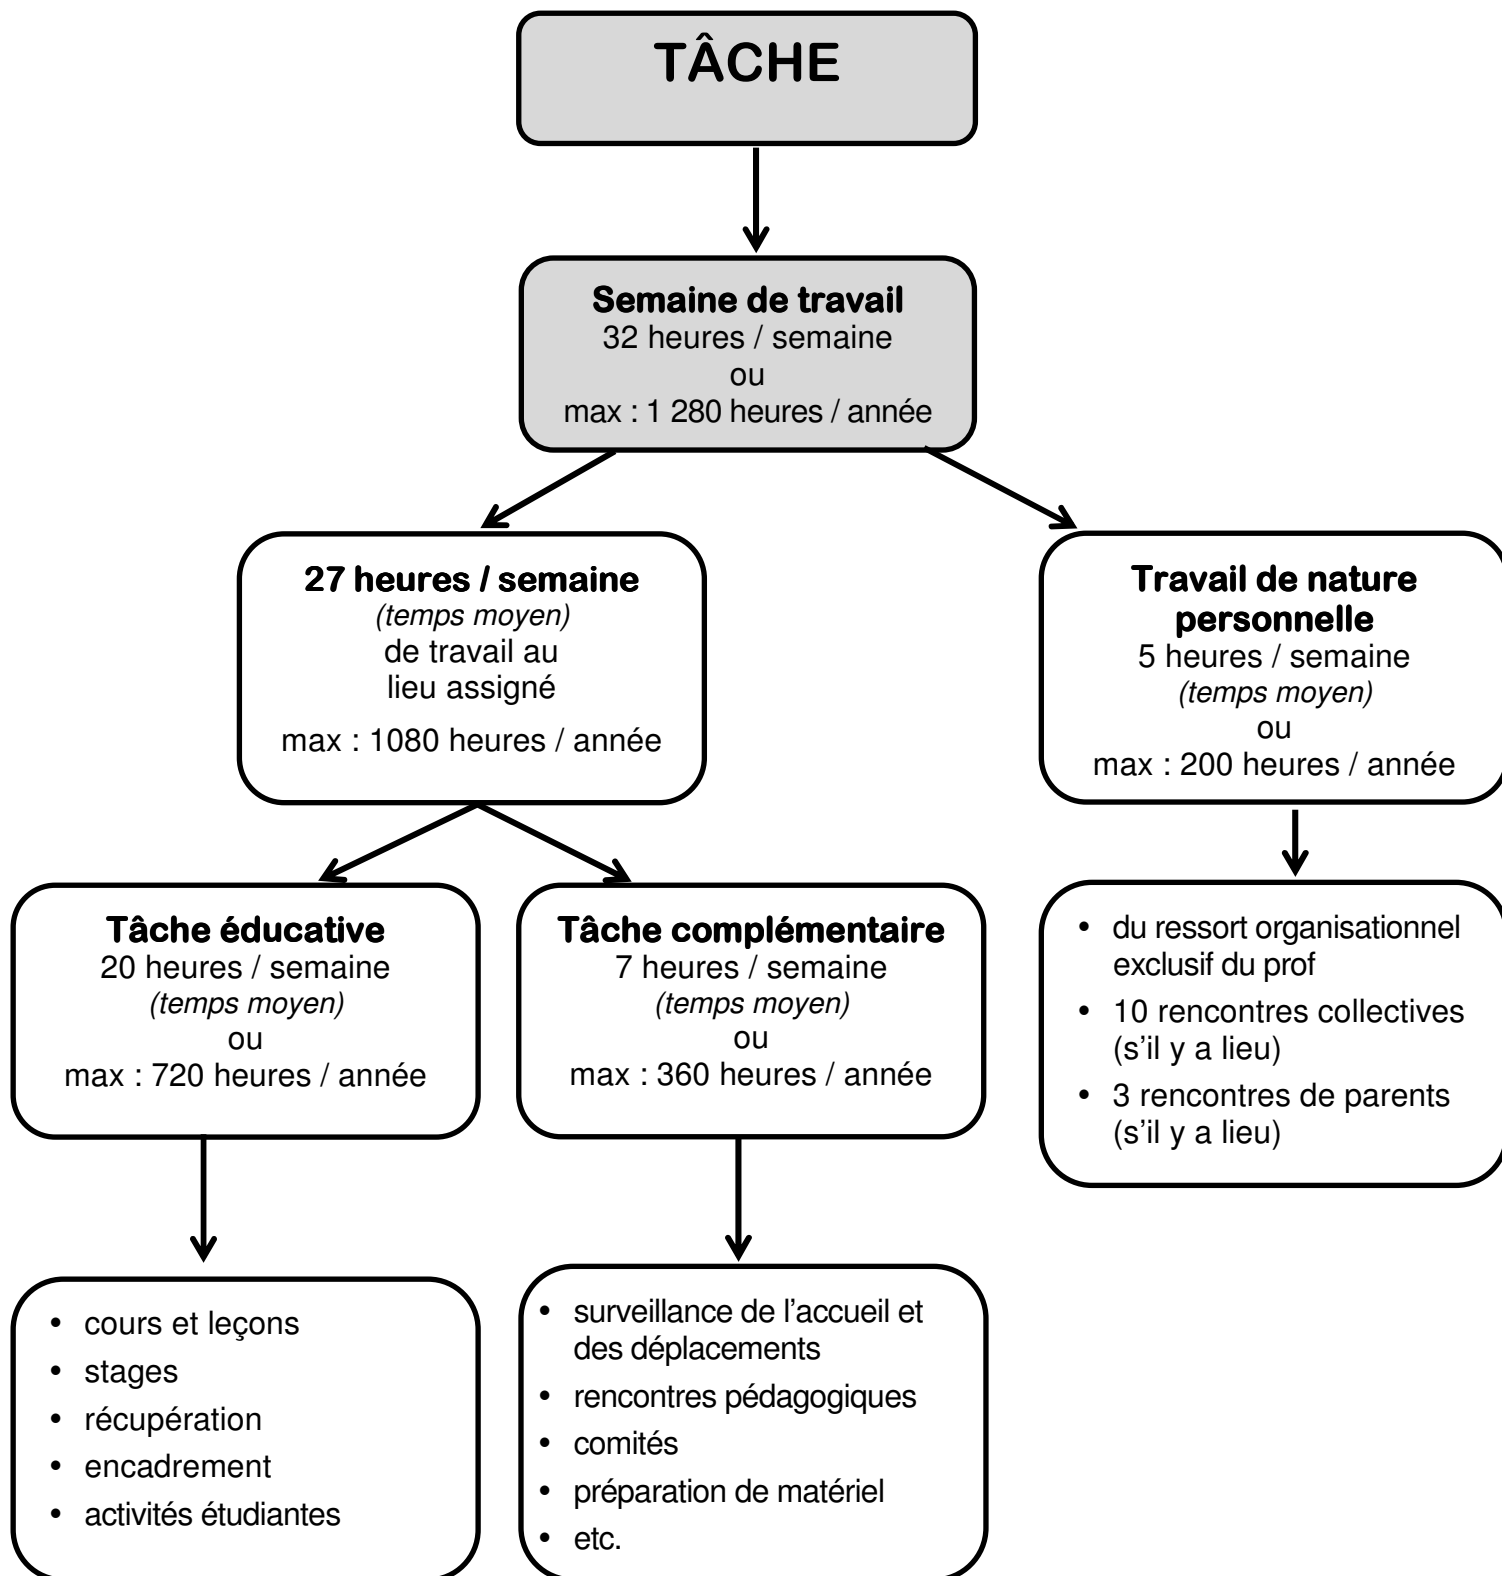 TÂCHE
Semaine de travail
32 heures / semaine
ou
max : 1 280 heures / année
27 heures / semaine
(temps moyen)
de travail au
lieu assigné
max : 1080 heures / année
Travail de nature
personnelle
5 heures / semaine
(temps moyen)
ou
max : 200 heures / année
Tâche éducative
20 heures / semaine
(temps moyen)
ou
max : 720 heures / année
Tâche complémentaire
7 heures / semaine
(temps moyen)
ou
max : 360 heures / année
• du ressort organisationnel
exclusif du prof
• 10 rencontres collectives
(s'il y a lieu)
• 3 rencontres de parents
(s'il y a lieu)
• cours et leçons
• stages
• récupération
• encadrement
• activités étudiantes
• surveillance de l'accueil et
des déplacements
• rencontres pédagogiques
• comités
• préparation de matériel
• etc.